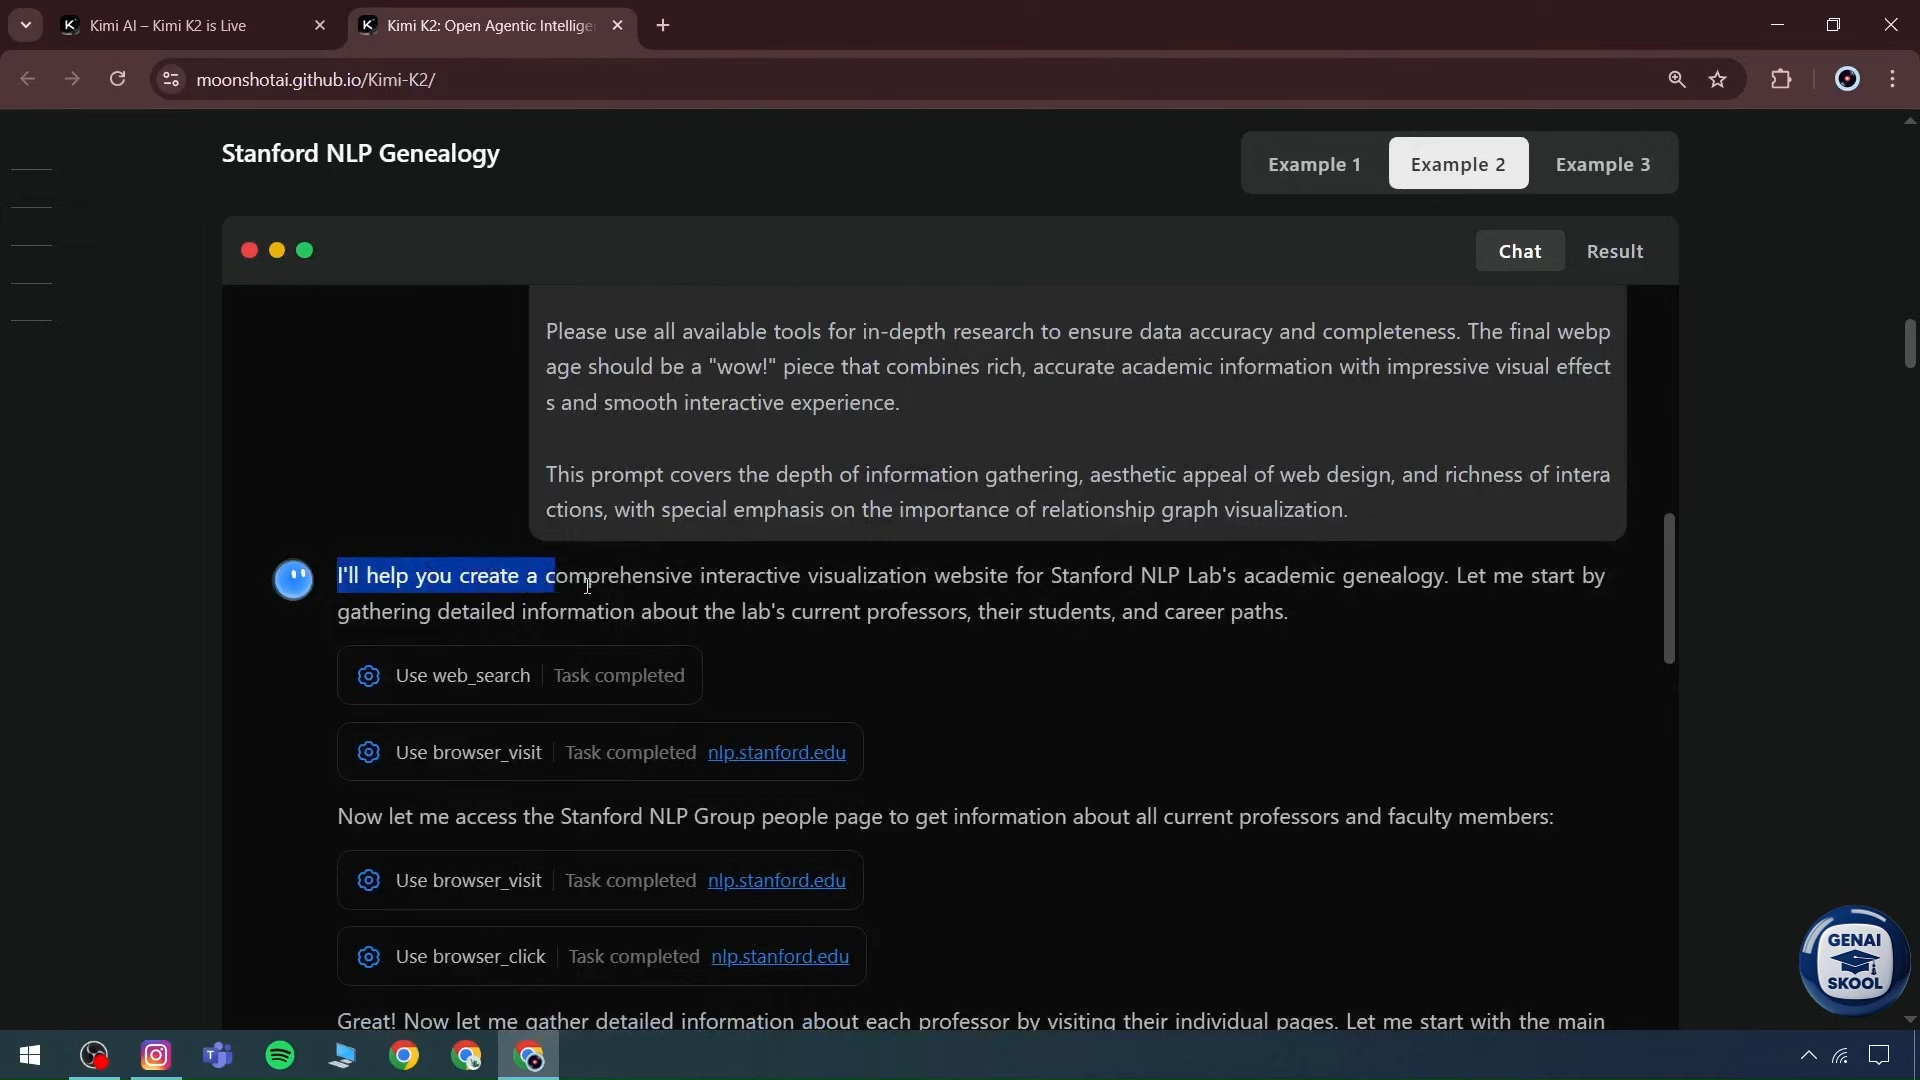 Kimi AI – Kimi K2 is Live
Kimi K2: Open Agentic Intellige
moonshotai.github.io/Kimi-K2/
Stanford NLP Genealogy
Example 1
Example 2
Example 3
Chat
Result
Please use all available tools for in-depth research to ensure data accuracy and completeness. The final webp
age should be a "wow!" piece that combines rich, accurate academic information with impressive visual effect
s and smooth interactive experience.
This prompt covers the depth of information gathering, aesthetic appeal of web design, and richness of intera
ctions, with special emphasis on the importance of relationship graph visualization.
I'll help you create a comprehensive interactive visualization website for Stanford NLP Lab's academic genealogy. Let me start by
gathering detailed information about the lab's current professors, their students, and career paths.
Use web_search Task completed
Use browser_visit Task completed nlp.stanford.edu
Now let me access the Stanford NLP Group people page to get information about all current professors and faculty members:
Use browser_visit Task completed nlp.stanford.edu
Use browser_click Task completed nlp.stanford.edu
Great! Now let me gather detailed information about each professor by visiting their individual pages. Let me start with the main
GENAI
SKOOL